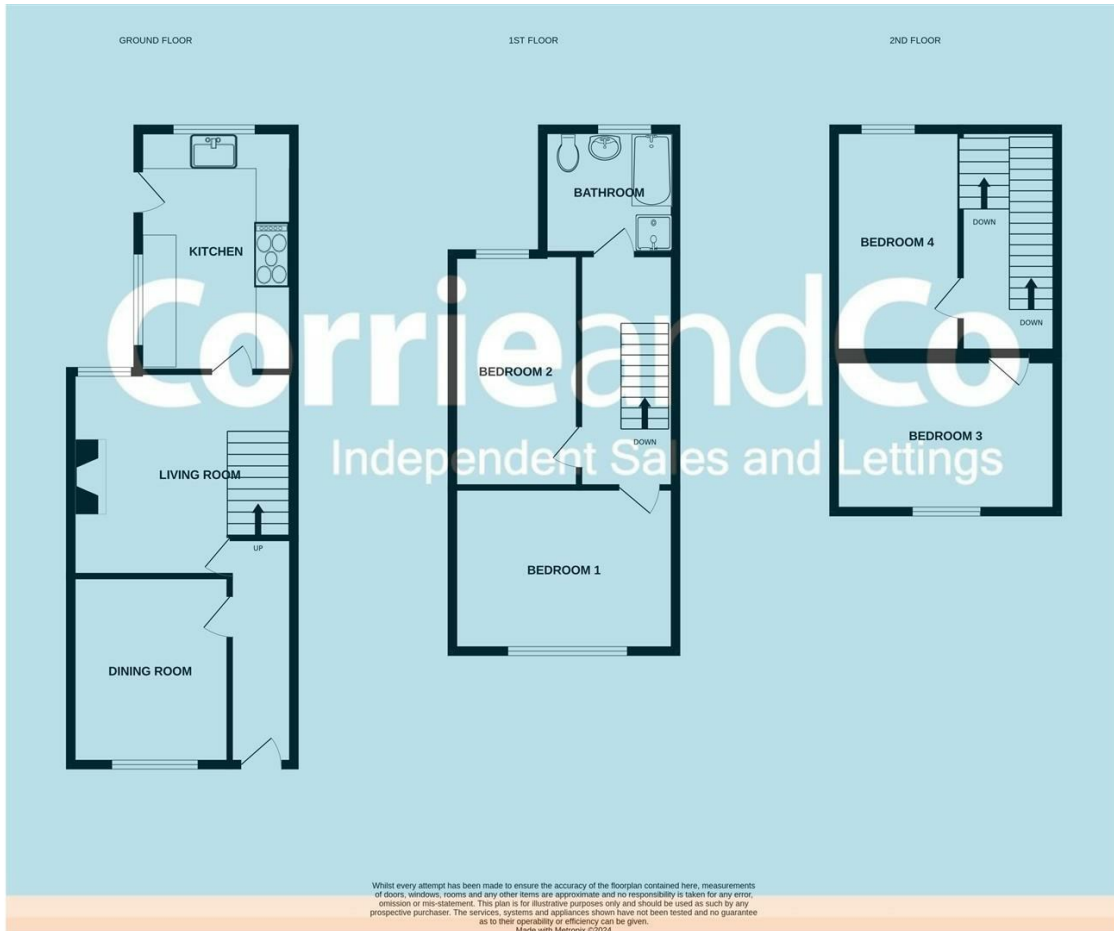 GROUND FLOOR
1ST FLOOR
2ND FLOOR
KITCHEN
LIVING ROOM
UP
DINING ROOM
BATHROOM
BEDROOM 2
DOWN
BEDROOM 1
BEDROOM 4
DOWN
DOWN
BEDROOM 3
CorrieandCo
Independent Sales and Lettings
Whilst every attempt has been made to ensure the accuracy of the floorplan contained here, measurements
of doors, windows, rooms and any other items are approximate and no responsibility is taken for any error,
omission or mis-statement. This plan is for illustrative purposes only and should be used as such by any
prospective purchaser. The services, systems and appliances shown have not been tested and no guarantee
as to their operability or efficiency can be given.
Made with Metropix ©2024